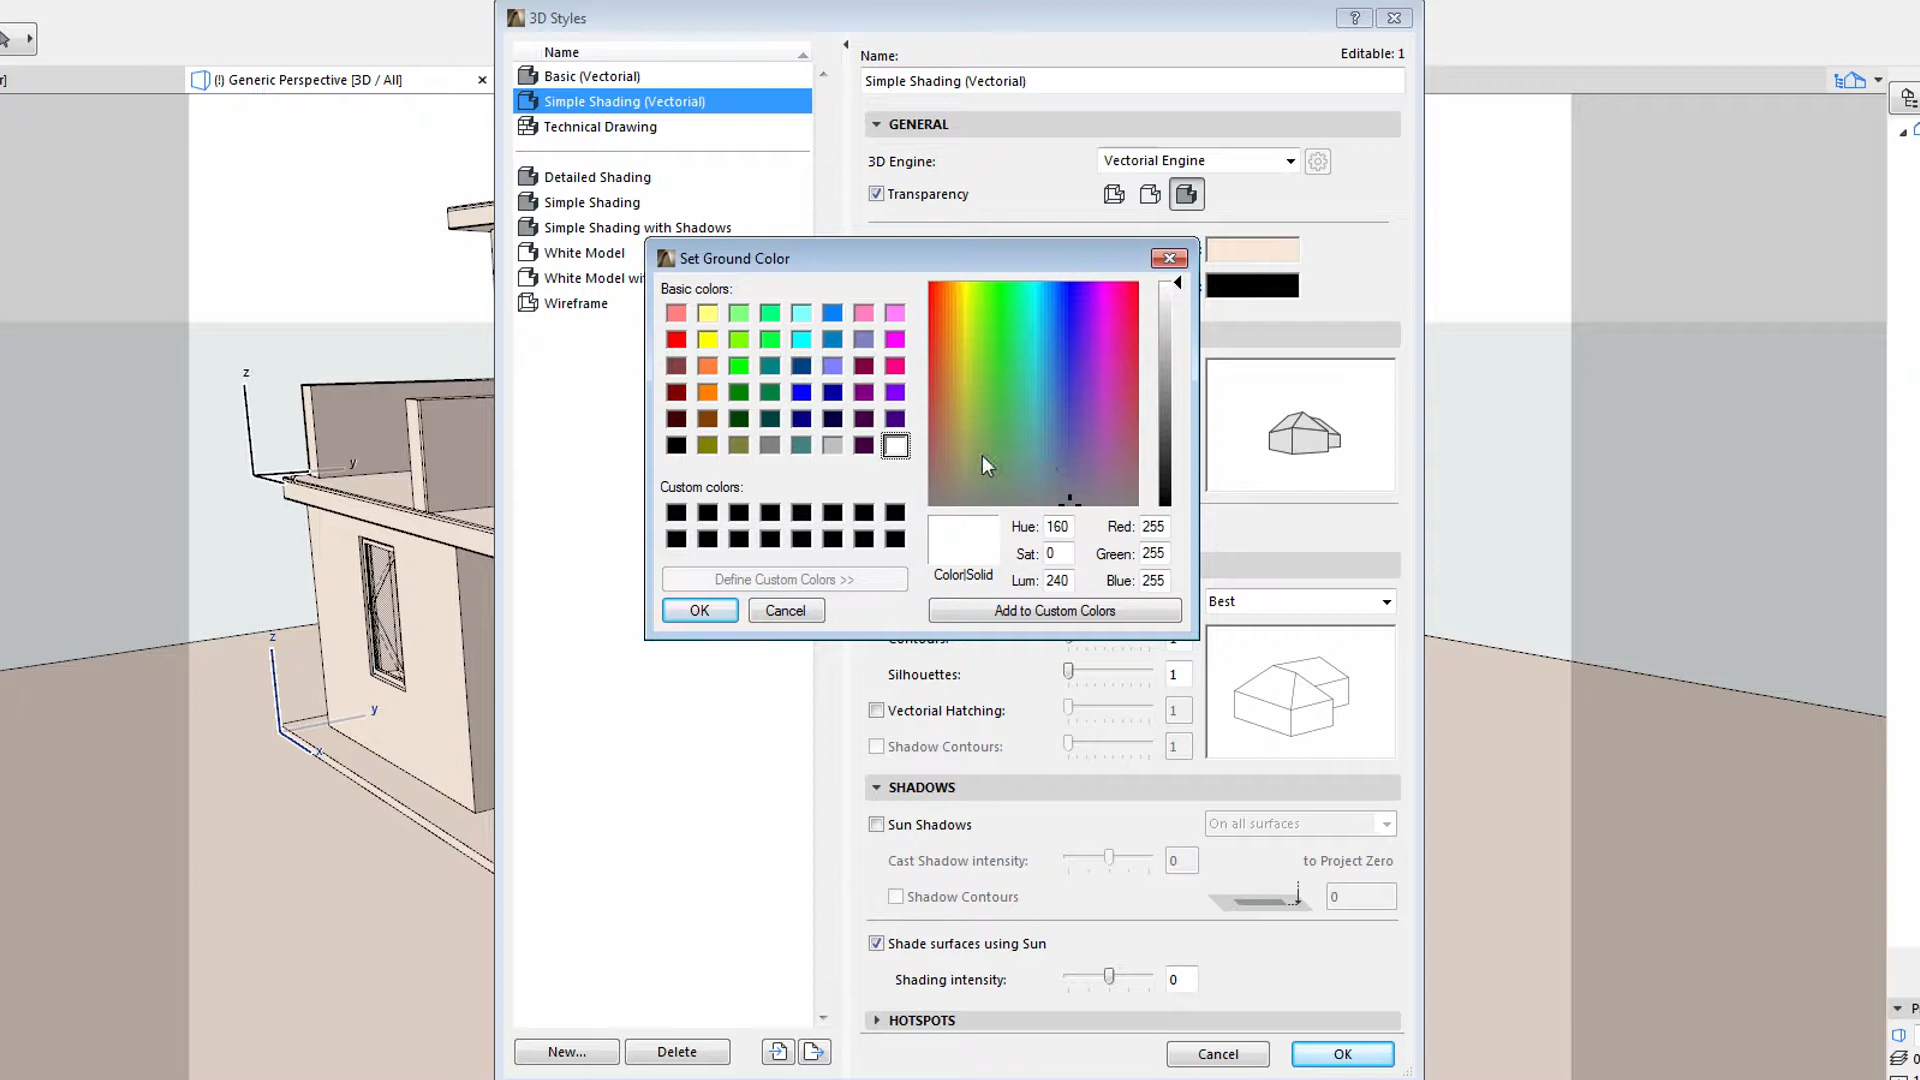 3D Styles
(!) Generic Perspective [3D / All]
Name
Basic (Vectorial)
Simple Shading (Vectorial)
Technical Drawing
Detailed Shading
Simple Shading
Simple Shading with Shadows
White Model
White Model wi
Wireframe
New...
Delete
Name:
Editable: 1
Simple Shading (Vectorial)
GENERAL
3D Engine:
Vectorial Engine
Transparency
Set Ground Color
Basic colors:
Custom colors:
Define Custom Colors >>
OK
Cancel
Color|Solid
Hue: 160
Red: 255
Sat: 0
Green: 255
Lum: 240
Blue: 255
Add to Custom Colors
Best
Contours:
1
Silhouettes:
1
Vectorial Hatching:
1
Shadow Contours:
1
SHADOWS
Sun Shadows
On all surfaces
Cast Shadow intensity:
0
to Project Zero
Shadow Contours
0
Shade surfaces using Sun
Shading intensity:
0
HOTSPOTS
Cancel
OK
z
y
z
y
x
P